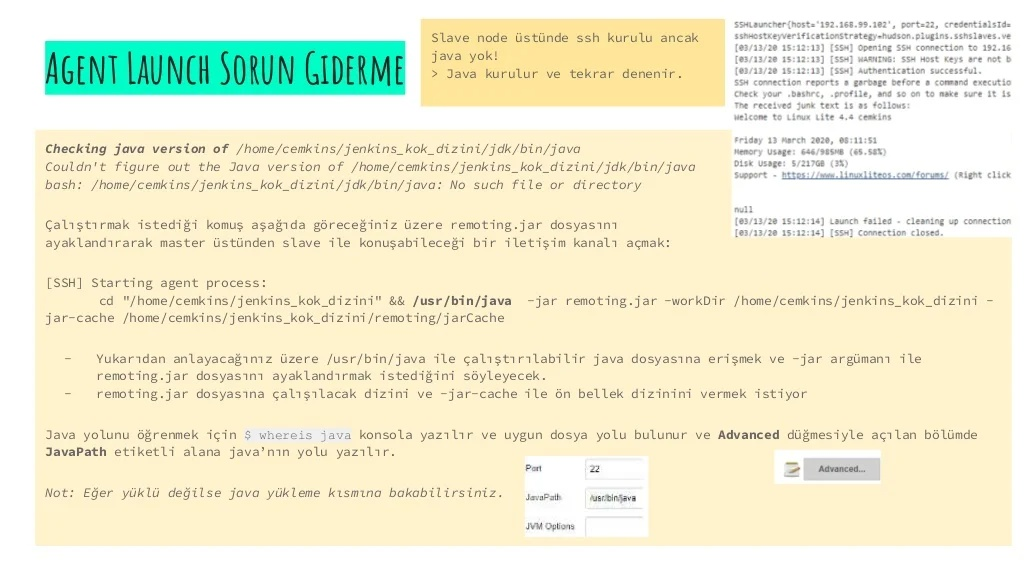 Agent Launch Sorun Giderme
Slave node üstünde ssh kurulu ancak
java yok!
> Java kurulur ve tekrar denenir.
SSHLauncher{host='192.168.99.102', port=22, credentialsId=
sshHostKeyVerificationStrategy=hudson.plugins.sshslaves.ve
[03/13/20 15:12:13] [SSH] Opening SSH connection to 192.16
[03/13/20 15:12:13] [SSH] WARNING: SSH Host Keys are not b
[03/13/20 15:12:13] [SSH] Authentication successful.
SSH connection reports a garbage before a command executio
Check your .bashrc, .profile, and so on to make sure it is
The received junk text is as follows:
Welcome to Linux Lite 4.4 cemkins
Friday 13 March 2020, 08:11:51
Memory Usage: 646/985MB (65.58%)
Disk Usage: 5/217GB (3%)
Support - https://www.linuxliteos.com/forums/ (Right click
null
[03/13/20 15:12:14] Launch failed - cleaning up connection
[03/13/20 15:12:14] [SSH] Connection closed.
Checking java version of /home/cemkins/jenkins_kok_dizini/jdk/bin/java
Couldn't figure out the Java version of /home/cemkins/jenkins_kok_dizini/jdk/bin/java
bash: /home/cemkins/jenkins_kok_dizini/jdk/bin/java: No such file or directory
Çalıştırmak istediği komuş aşağıda göreceğiniz üzere remoting.jar dosyasını
ayaklandırarak master üstünden slave ile konuşabileceği bir iletişim kanalı açmak:
[SSH] Starting agent process:
cd "/home/cemkins/jenkins_kok_dizini" && /usr/bin/java -jar remoting.jar -workDir /home/cemkins/jenkins_kok_dizini -
jar-cache /home/cemkins/jenkins_kok_dizini/remoting/jarCache
- Yukarıdan anlayacağınız üzere /usr/bin/java ile çalıştırılabilir java dosyasına erişmek ve -jar argümanı ile
remoting.jar dosyasını ayaklandırmak istediğini söyleyecek.
- remoting.jar dosyasına çalışılacak dizini ve -jar-cache ile ön bellek dizinini vermek istiyor
Java yolunu öğrenmek için $ whereis java konsola yazılır ve uygun dosya yolu bulunur ve Advanced düğmesiyle açılan bölümde
JavaPath etiketli alana java’nın yolu yazılır.
Not: Eğer yüklü değilse java yükleme kısmına bakabilirsiniz.
Port 22
JavaPath /usr/bin/java
JVM Options
Advanced...